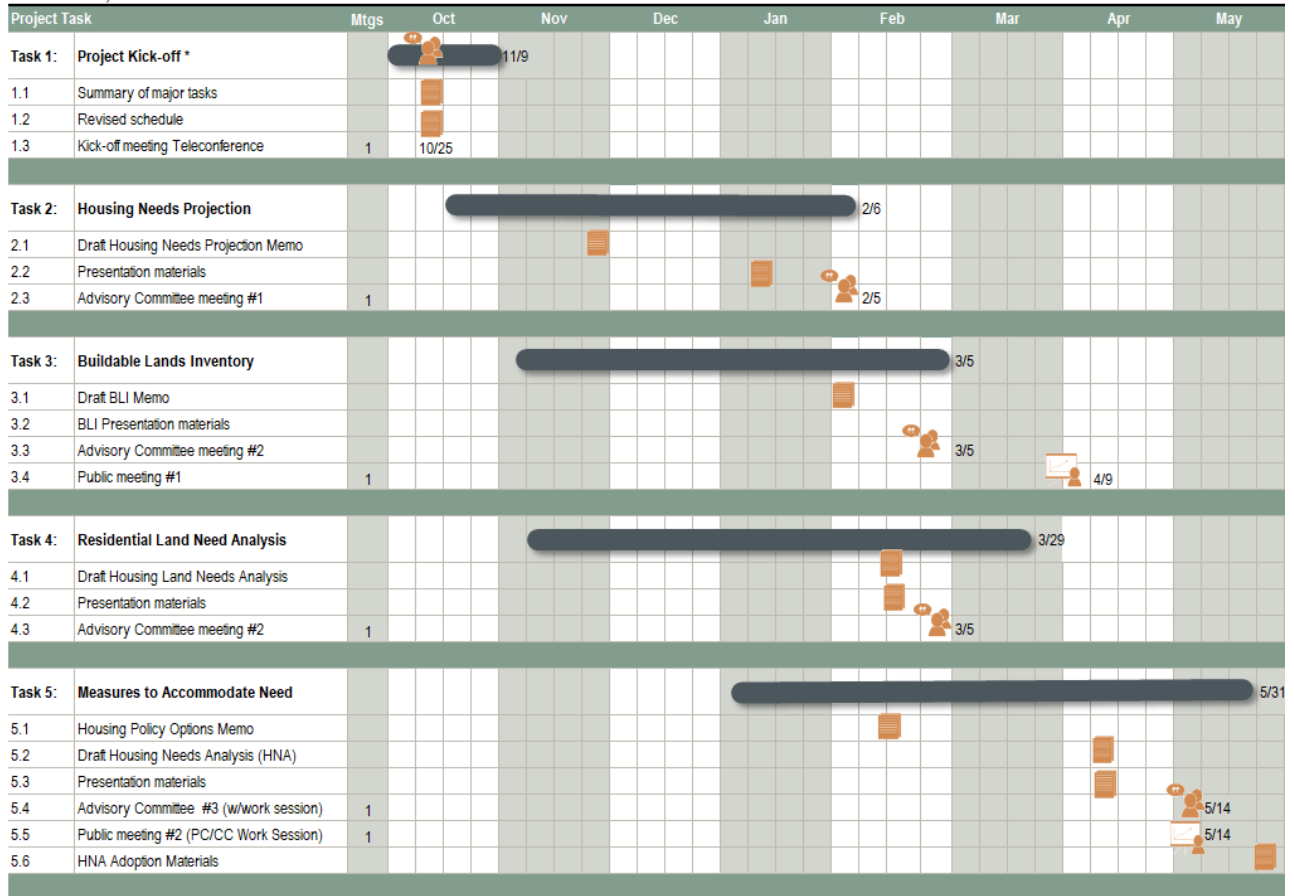 Project Task Mtgs Oct Nov Dec Jan Feb Mar Apr May
Task 1: Project Kick-off * 11/9
1.1 Summary of major tasks
1.2 Revised schedule
1.3 Kick-off meeting Teleconference 1 10/25
Task 2: Housing Needs Projection 2/6
2.1 Draft Housing Needs Projection Memo
2.2 Presentation materials
2.3 Advisory Committee meeting #1 1 2/5
Task 3: Buildable Lands Inventory 3/5
3.1 Draft BLI Memo
3.2 BLI Presentation materials
3.3 Advisory Committee meeting #2 3/5
3.4 Public meeting #1 1 4/9
Task 4: Residential Land Need Analysis 3/29
4.1 Draft Housing Land Needs Analysis
4.2 Presentation materials
4.3 Advisory Committee meeting #2 1 3/5
Task 5: Measures to Accommodate Need 5/31
5.1 Housing Policy Options Memo
5.2 Draft Housing Needs Analysis (HNA)
5.3 Presentation materials
5.4 Advisory Committee #3 (w/work session) 1 5/14
5.5 Public meeting #2 (PC/CC Work Session) 1 5/14
5.6 HNA Adoption Materials